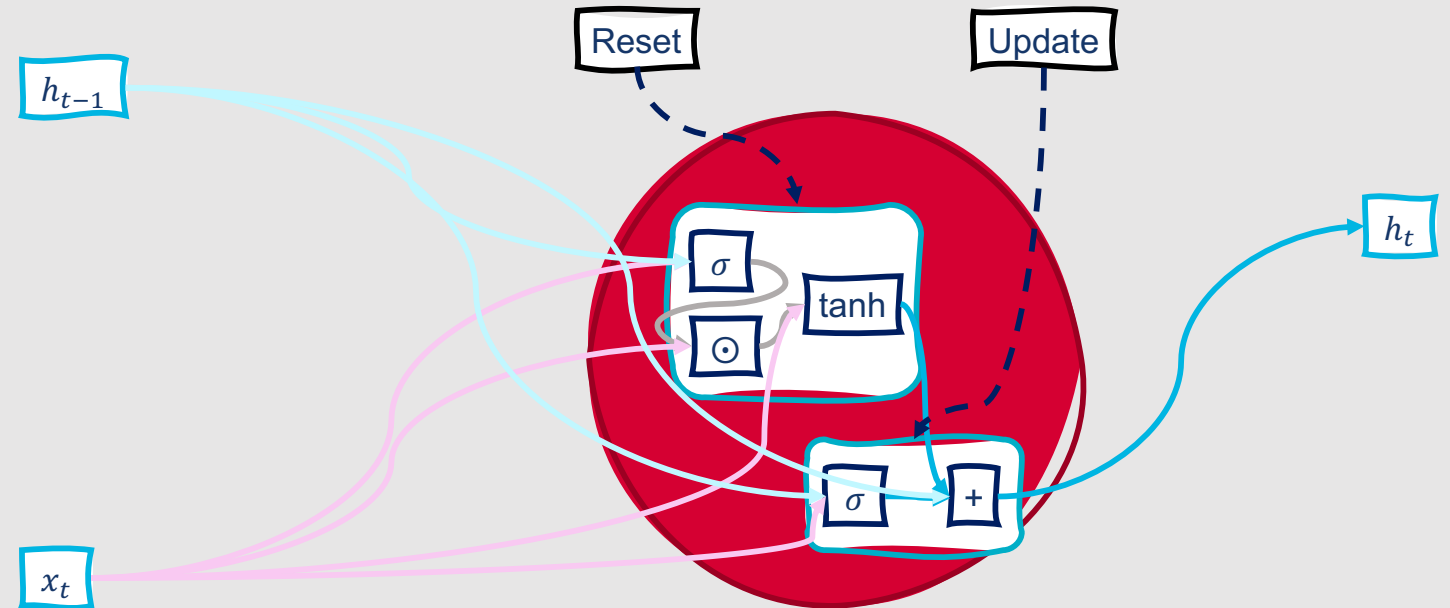 Reset
Update
h_{t-1}
h_t
σ
tanh
⊙
σ
+
x_t